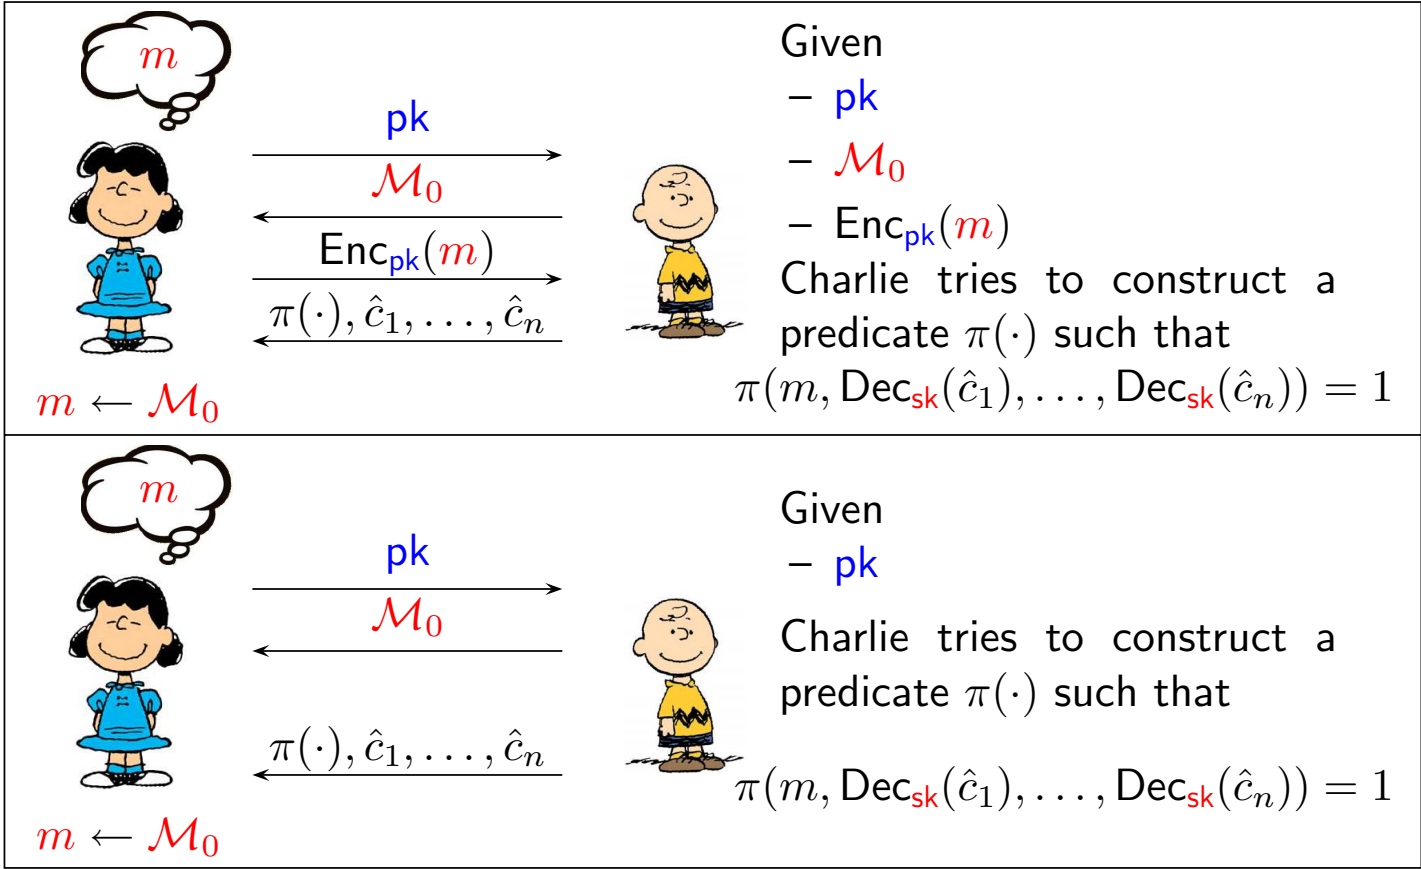 m
pk
ℳ₀
Enc_pk(m)
π(·), ĉ₁, . . . , ĉₙ
m ← ℳ₀
Given
– pk
– ℳ₀
– Enc_pk(m)
Charlie tries to construct a
predicate π(·) such that
π(m, Dec_sk(ĉ₁), . . . , Dec_sk(ĉₙ)) = 1
m
pk
ℳ₀
π(·), ĉ₁, . . . , ĉₙ
m ← ℳ₀
Given
– pk
Charlie tries to construct a
predicate π(·) such that
π(m, Dec_sk(ĉ₁), . . . , Dec_sk(ĉₙ)) = 1